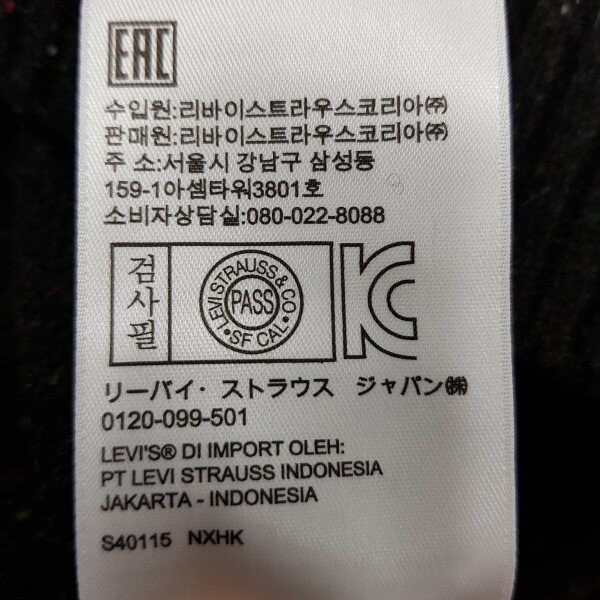 EAC
수입원:리바이스트라우스코리아㈜
판매원:리바이스트라우스코리아㈜
주 소:서울시 강남구 삼성동
159-1아셈타워3801호
소비자상담실:080-022-8088
검사필
LEVI STRAUSS & CO.
PASS
• SF CAL •
KC
リーバイ・ストラウス ジャパン㈱
0120-099-501
LEVI'S® DI IMPORT OLEH:
PT LEVI STRAUSS INDONESIA
JAKARTA - INDONESIA
S40115 NXHK